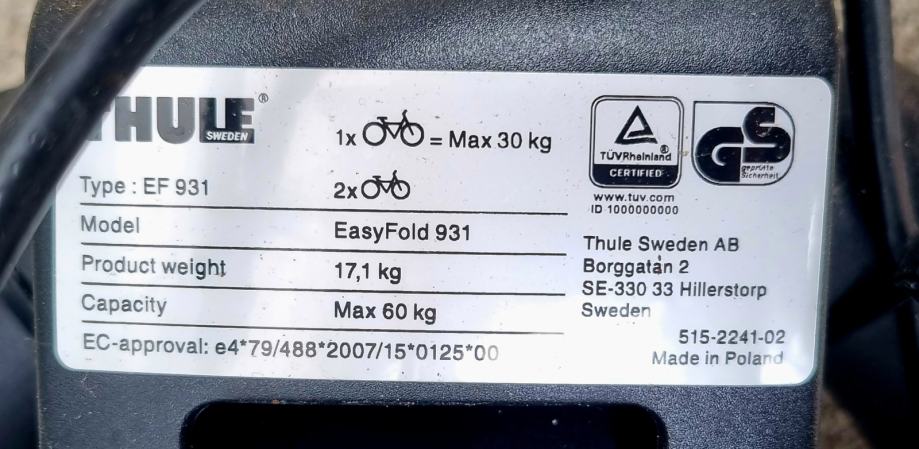 THULE®
SWEDEN
1x = Max 30 kg
Type : EF 931
2x
Model EasyFold 931
Product weight 17,1 kg
Capacity Max 60 kg
EC-approval: e4*79/488*2007/15*0125*00
TÜVRheinland®
CERTIFIED
www.tuv.com
ID 1000000000
GS
geprüfte
Sicherheit
Thule Sweden AB
Borggatan 2
SE-330 33 Hillerstorp
Sweden
515-2241-02
Made in Poland